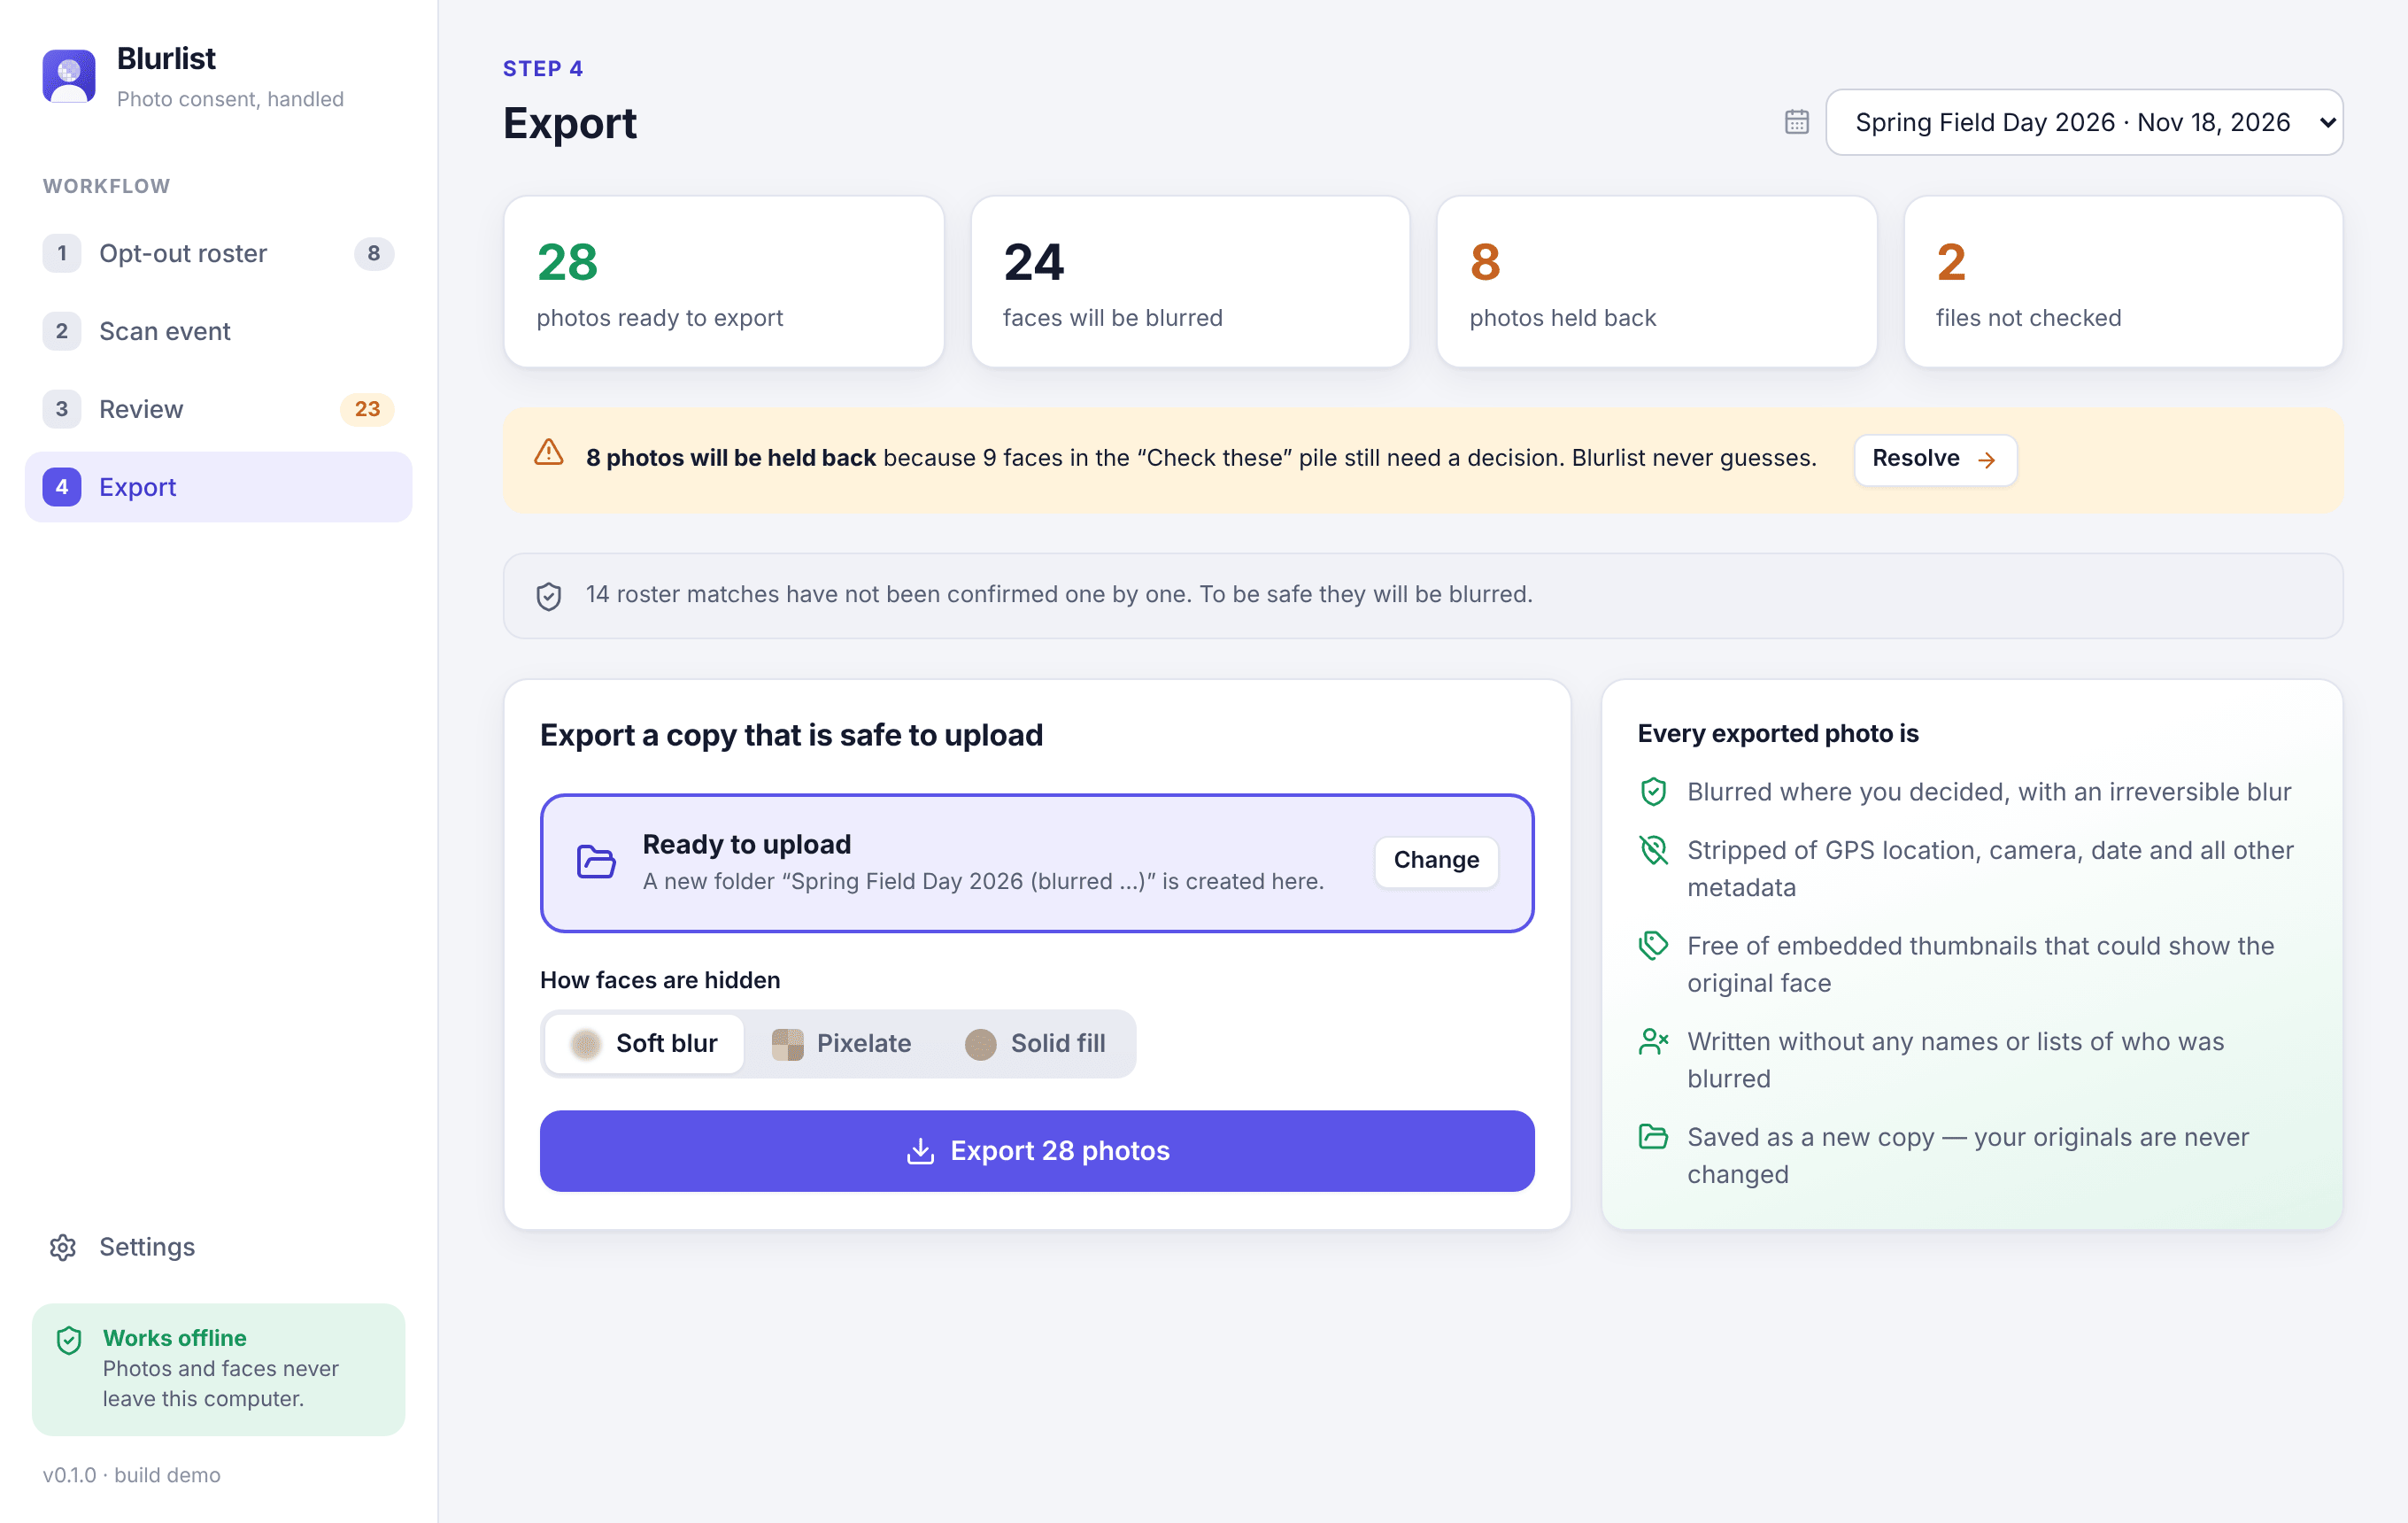 Blurlist
Photo consent, handled
WORKFLOW
1 Opt-out roster 8
2 Scan event
3 Review 23
4 Export
Settings
Works offline
Photos and faces never
leave this computer.
v0.1.0 · build demo
STEP 4
Export
Spring Field Day 2026 · Nov 18, 2026
28
photos ready to export
24
faces will be blurred
8
photos held back
2
files not checked
8 photos will be held back because 9 faces in the “Check these” pile still need a decision. Blurlist never guesses.
Resolve
14 roster matches have not been confirmed one by one. To be safe they will be blurred.
Export a copy that is safe to upload
Ready to upload
A new folder “Spring Field Day 2026 (blurred ...)” is created here.
Change
How faces are hidden
Soft blur
Pixelate
Solid fill
Export 28 photos
Every exported photo is
Blurred where you decided, with an irreversible blur
Stripped of GPS location, camera, date and all other
metadata
Free of embedded thumbnails that could show the
original face
Written without any names or lists of who was
blurred
Saved as a new copy — your originals are never
changed